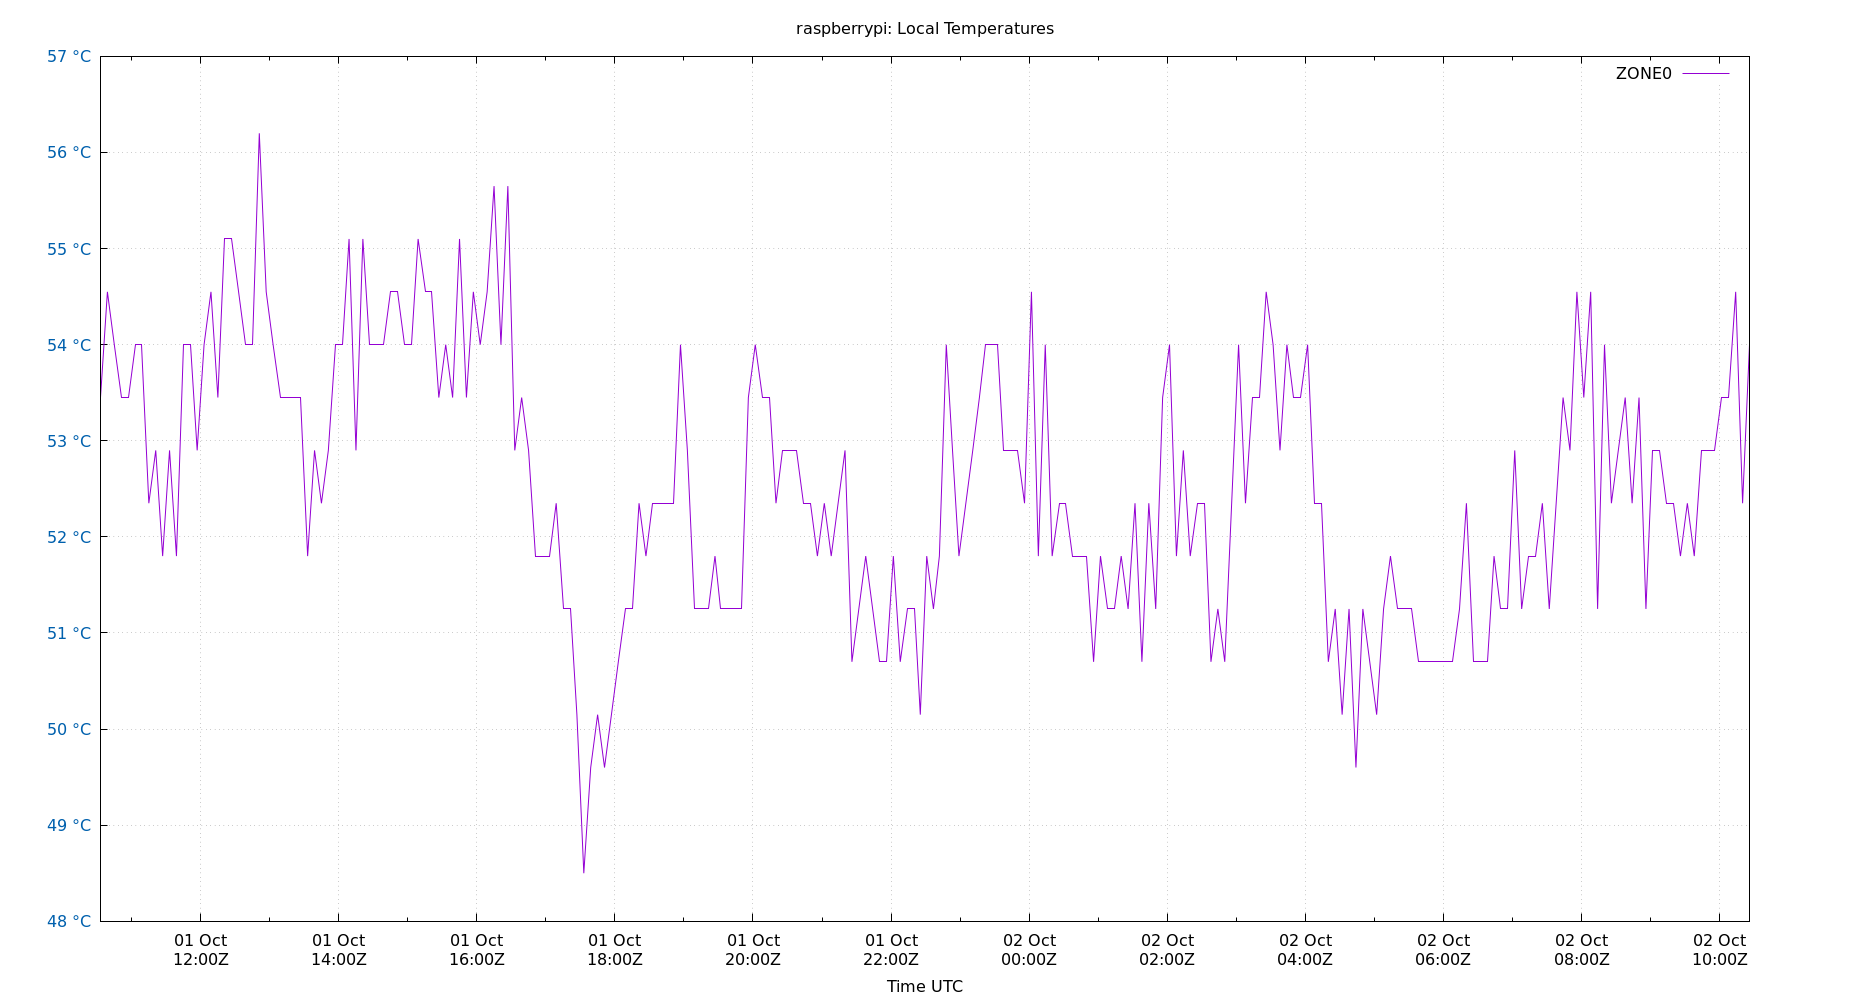 raspberrypi: Local Temperatures
57 °C
ZONE0
56 °C
55 °C
54 °C
53 °C
52 °C
51 °C
50 °C
49 °C
48 °C
01 Oct 01 Oct 01 Oct 01 Oct 01 Oct 01 Oct 02 Oct 02 Oct 02 Oct 02 Oct 02 Oct 02 Oct
12:00Z 14:00Z 16:00Z 18:00Z 20:00Z 22:00Z 00:00Z 02:00Z 04:00Z 06:00Z 08:00Z 10:00Z
Time UTC